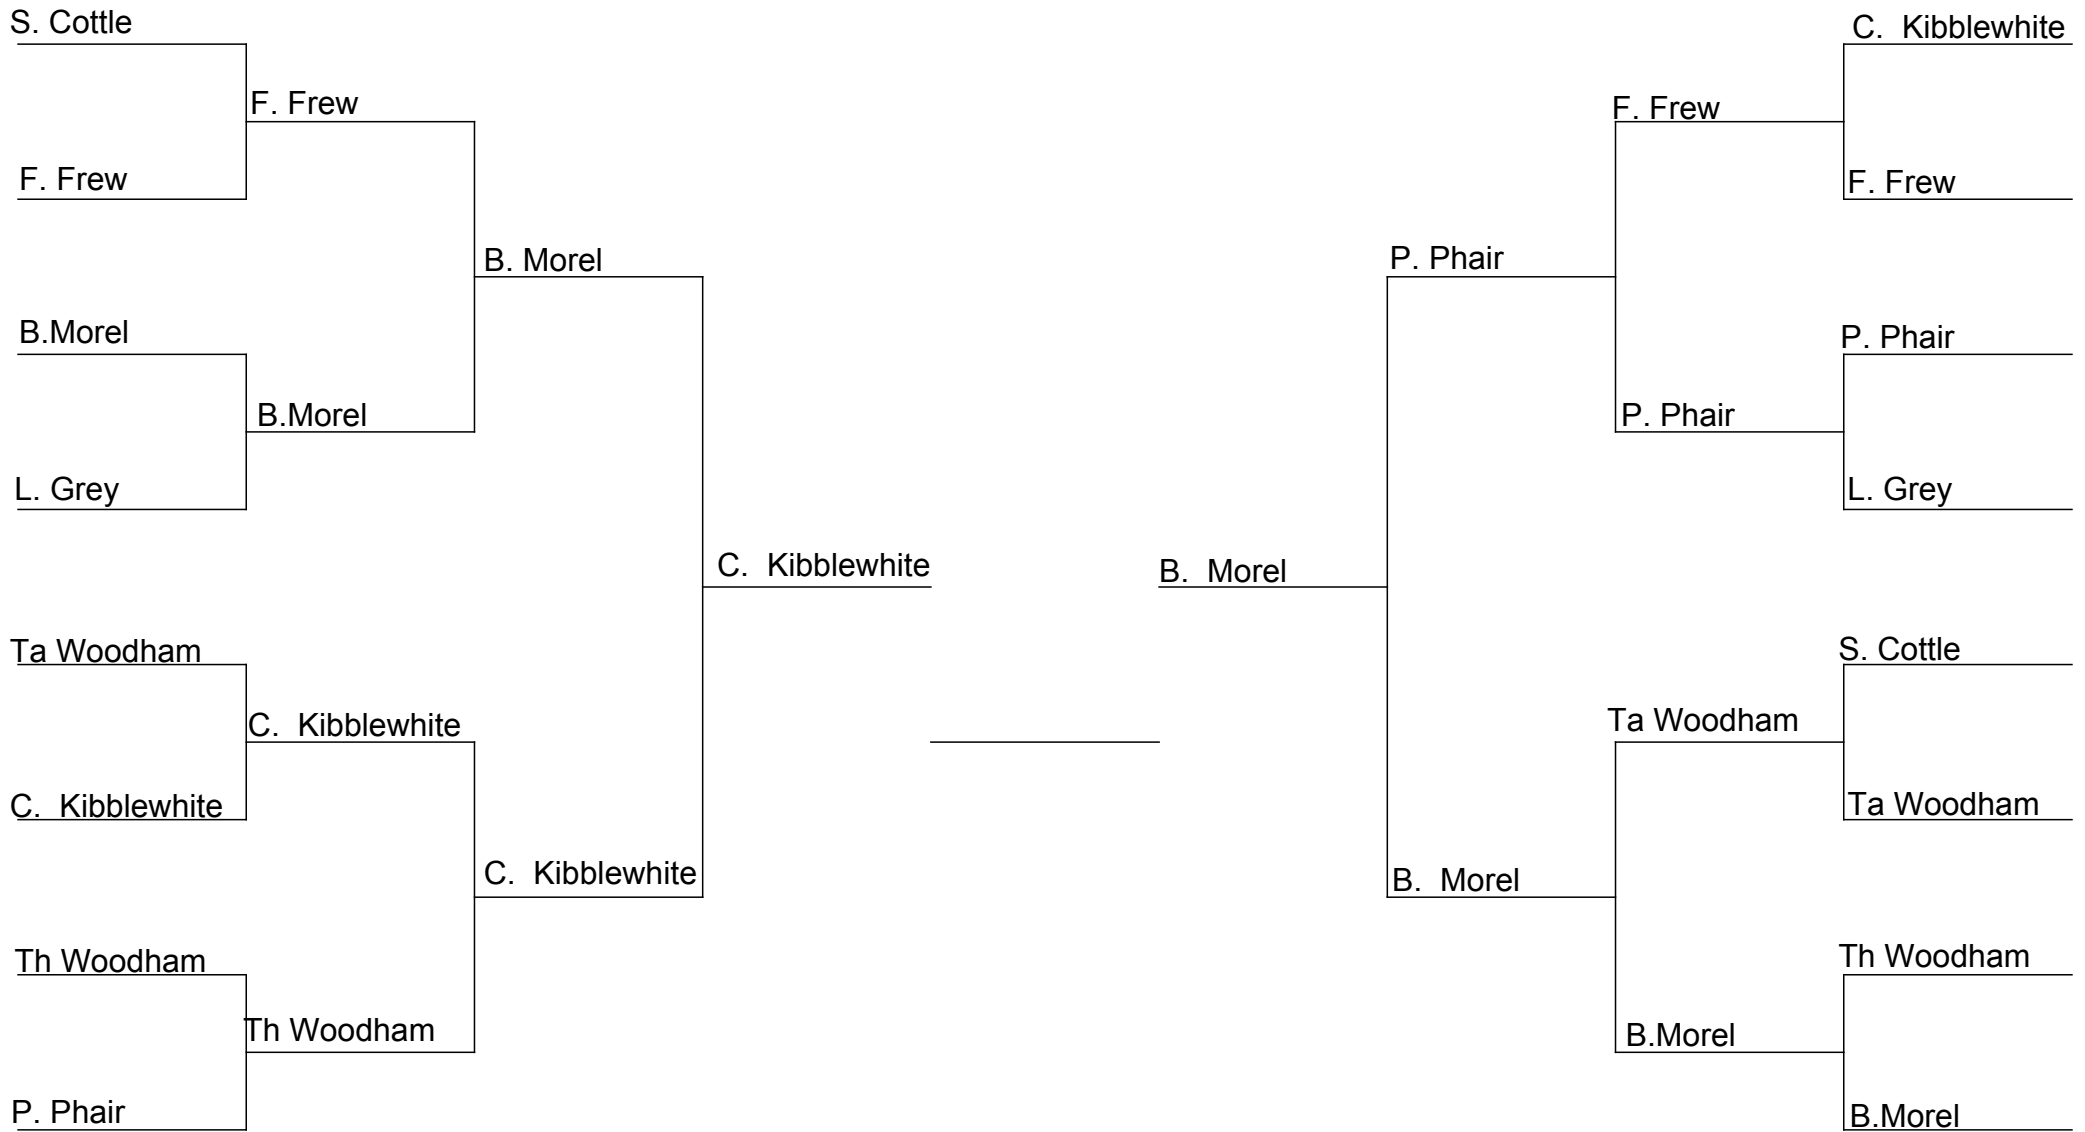 S. Cottle
F. Frew
F. Frew
B. Morel
B.Morel
B.Morel
L. Grey
C.  Kibblewhite
Ta Woodham
C.  Kibblewhite
C.  Kibblewhite
C.  Kibblewhite
Th Woodham
Th Woodham
P. Phair
C.  Kibblewhite
F. Frew
F. Frew
P. Phair
P. Phair
P. Phair
L. Grey
B.  Morel
S. Cottle
Ta Woodham
Ta Woodham
B.  Morel
Th Woodham
B.Morel
B.Morel